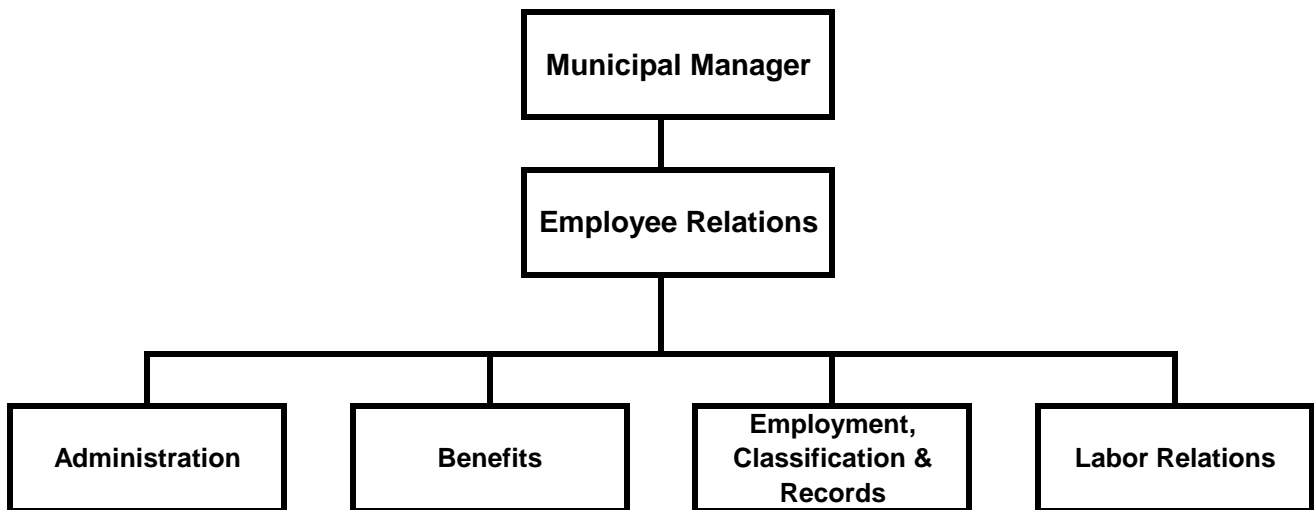 Municipal Manager
Employee Relations
Administration
Benefits
Employment,
Classification &
Records
Labor Relations